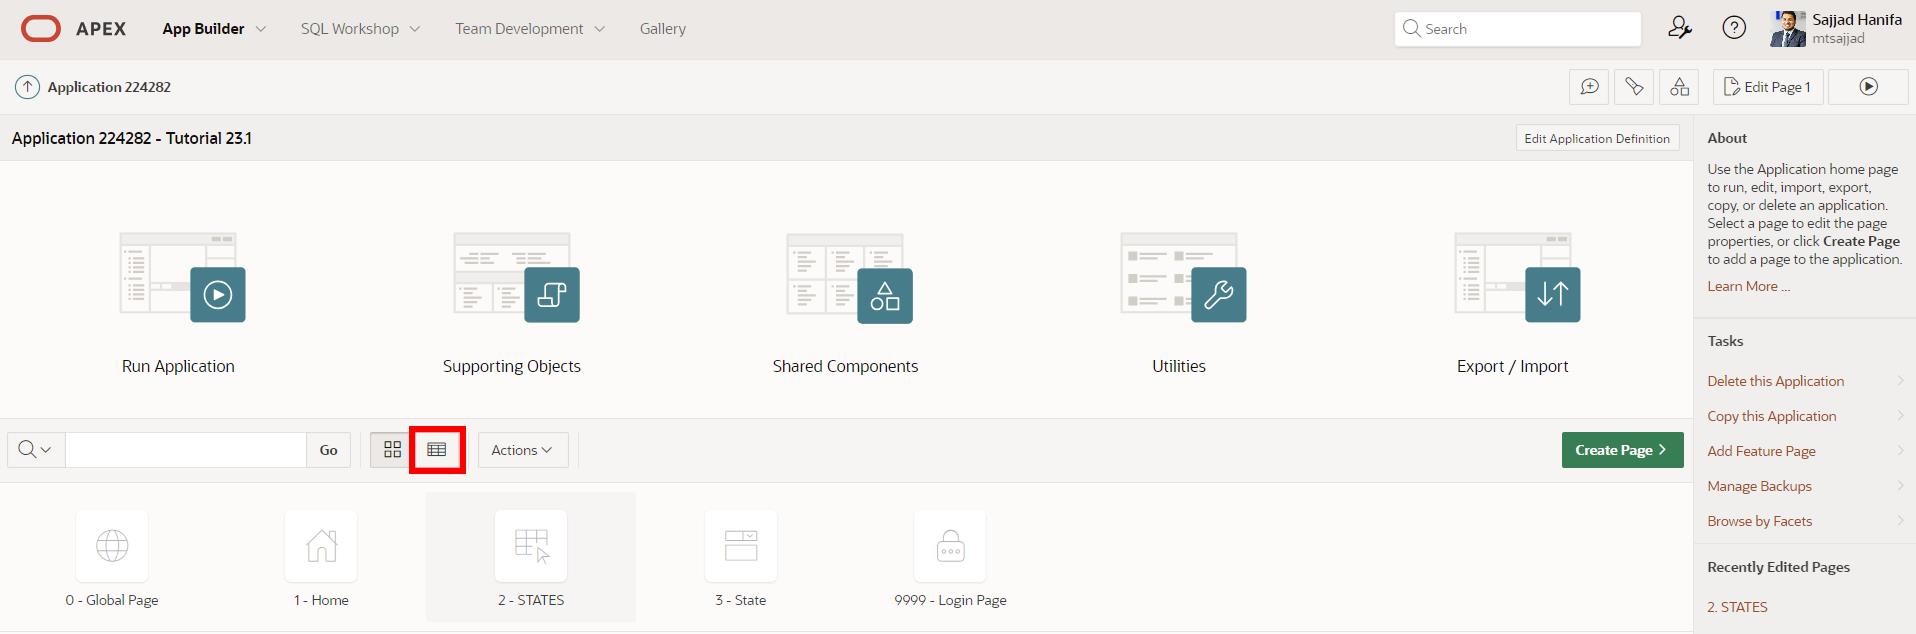 APEX App Builder SQL Workshop Team Development Gallery Search Sajjad Hanifa
mtsajjad
Application 224282 Edit Page 1
Application 224282 - Tutorial 23.1 Edit Application Definition
Run Application Supporting Objects Shared Components Utilities Export / Import
Go Actions Create Page
0 - Global Page 1 - Home 2 - STATES 3 - State 9999 - Login Page
About
Use the Application home page
to run, edit, import, export,
copy, or delete an application.
Select a page to edit the page
properties, or click Create Page
to add a page to the application.
Learn More ...
Tasks
Delete this Application
Copy this Application
Add Feature Page
Manage Backups
Browse by Facets
Recently Edited Pages
2. STATES